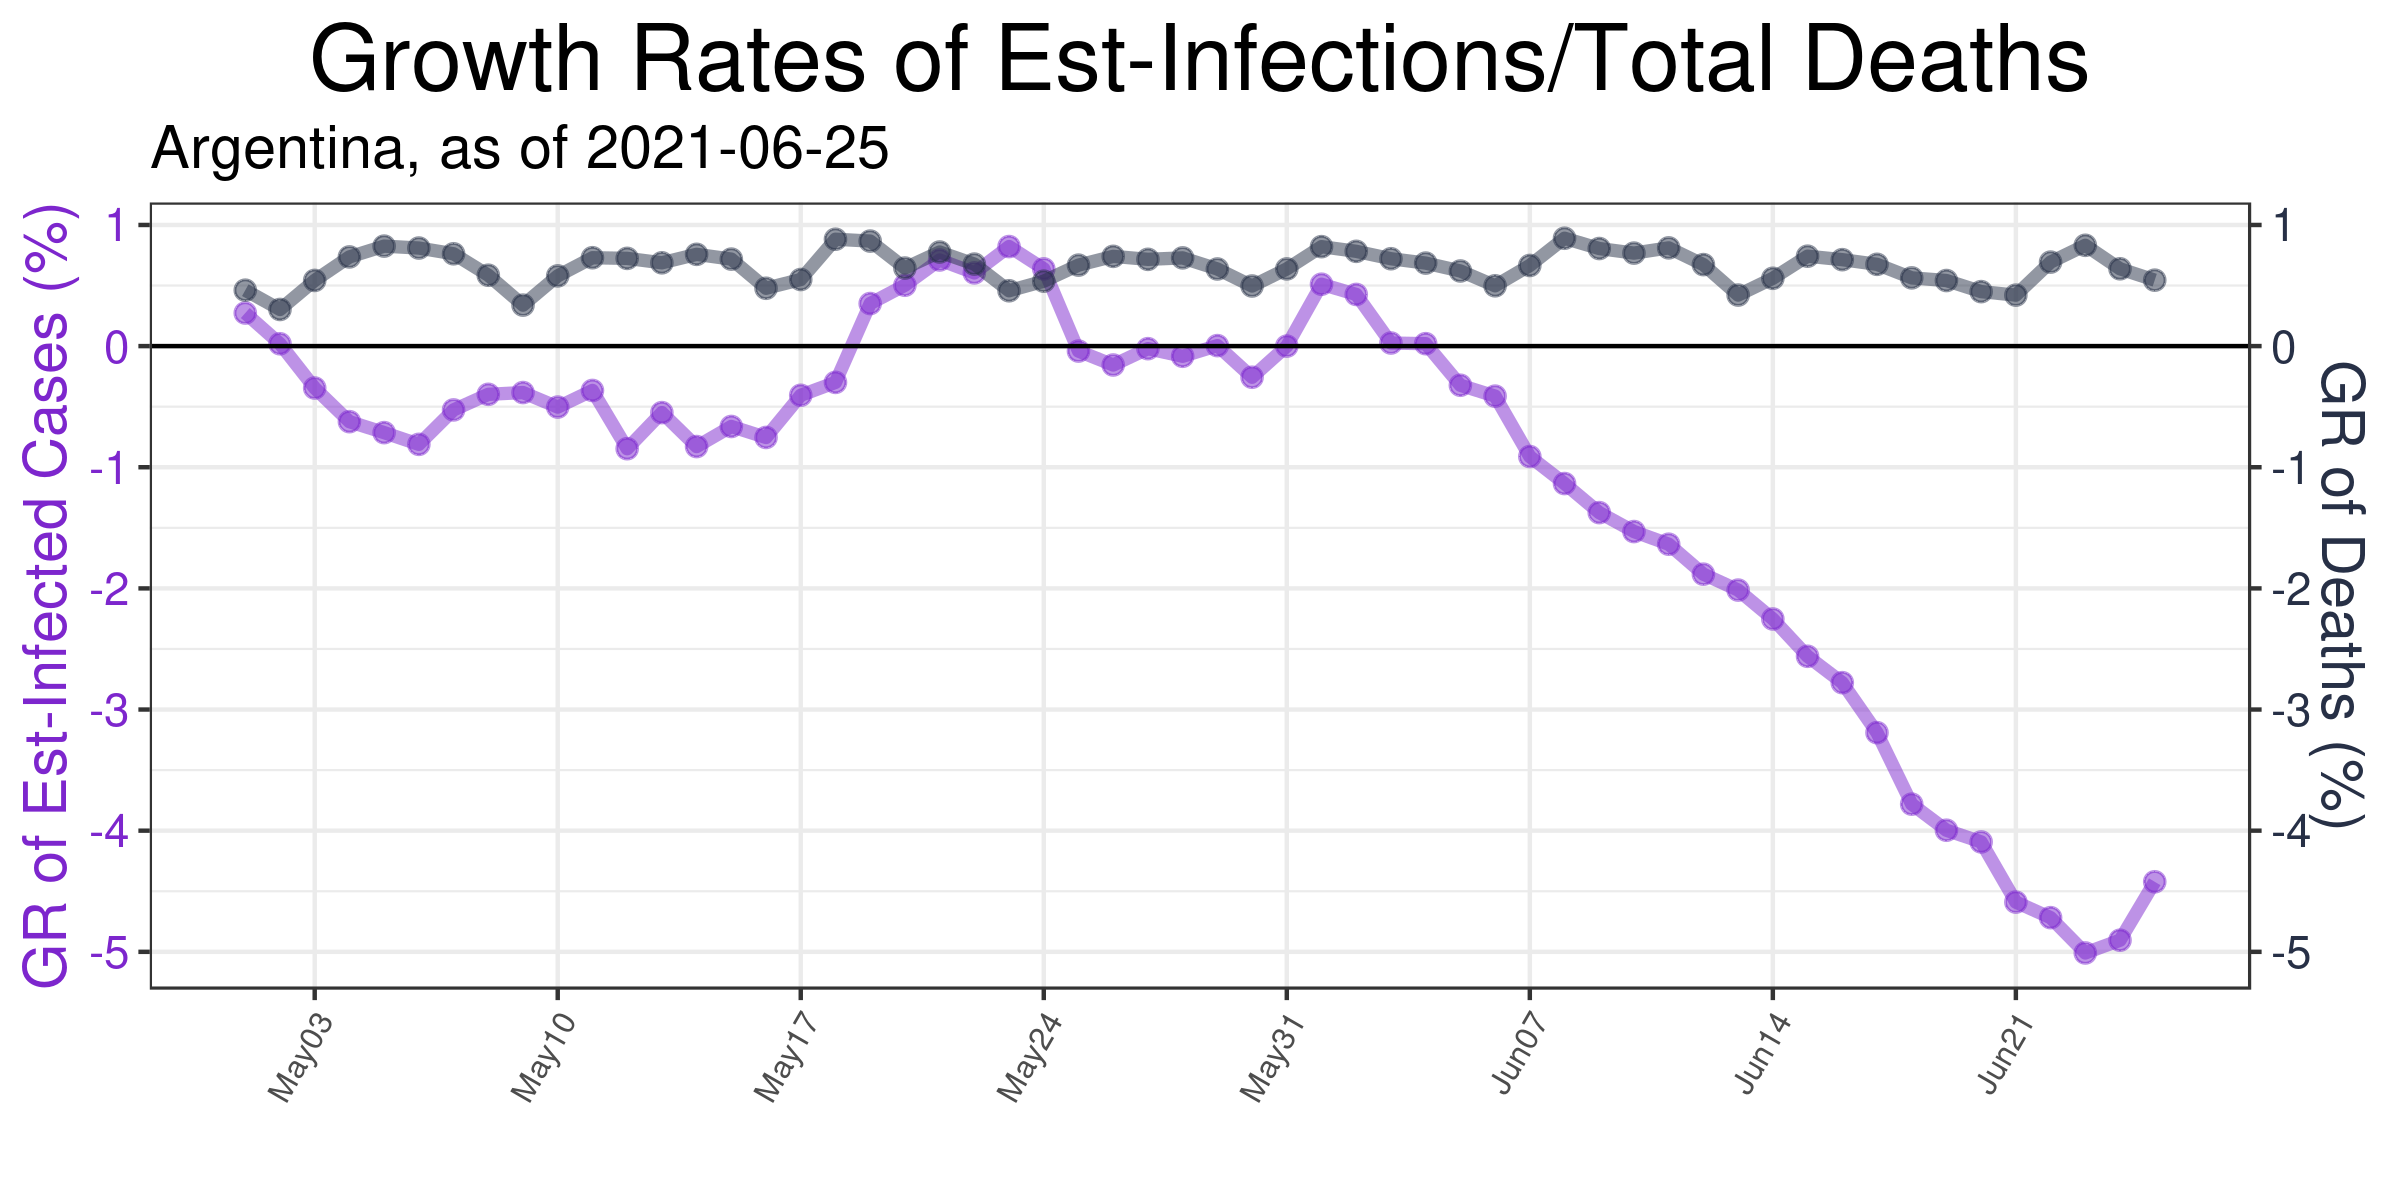 Growth Rates of Est-Infections/Total Deaths
Argentina, as of 2021-06-25
GR of Est-Infected Cases (%)
1
0
-1
-2
-3
-4
-5
1
0
-1
-2
-3
-4
-5
GR of Deaths (%)
May03
May10
May17
May24
May31
Jun07
Jun14
Jun21